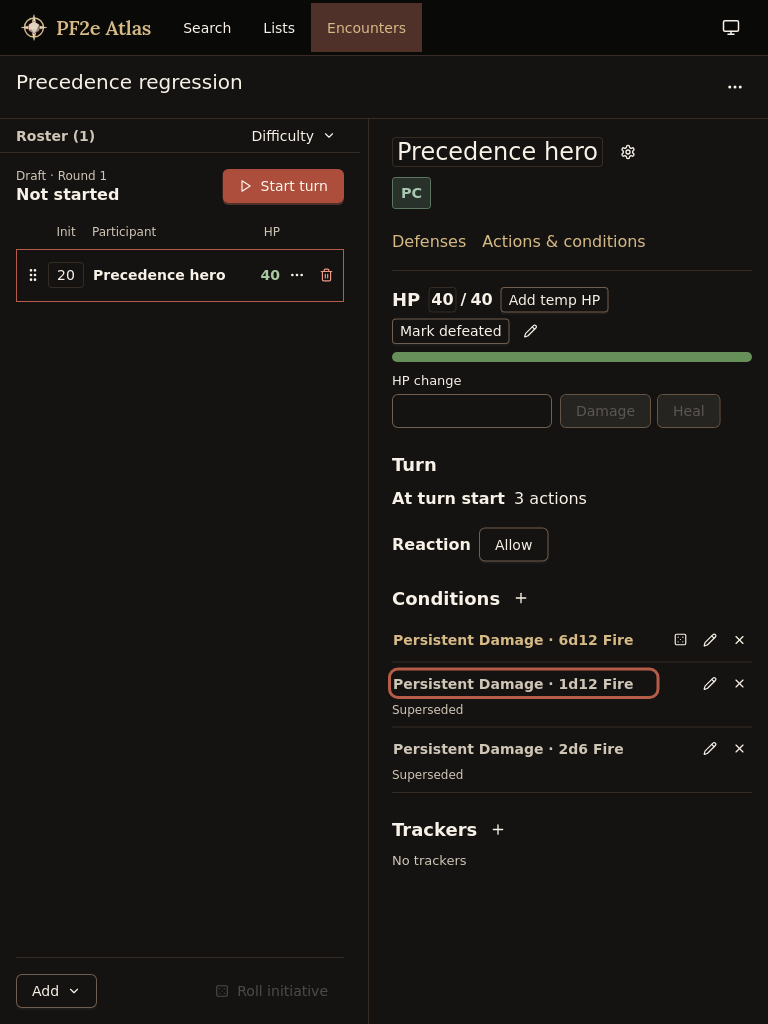 PF2e Atlas Search Lists Encounters
Precedence regression
Roster (1) Difficulty
Draft · Round 1
Not started
Start turn
Init Participant HP
20 Precedence hero 40
Add
Roll initiative
Precedence hero
PC
Defenses Actions & conditions
HP 40 / 40 Add temp HP
Mark defeated
HP change
Damage Heal
Turn
At turn start 3 actions
Reaction Allow
Conditions
Persistent Damage · 6d12 Fire
Persistent Damage · 1d12 Fire
Superseded
Persistent Damage · 2d6 Fire
Superseded
Trackers
No trackers